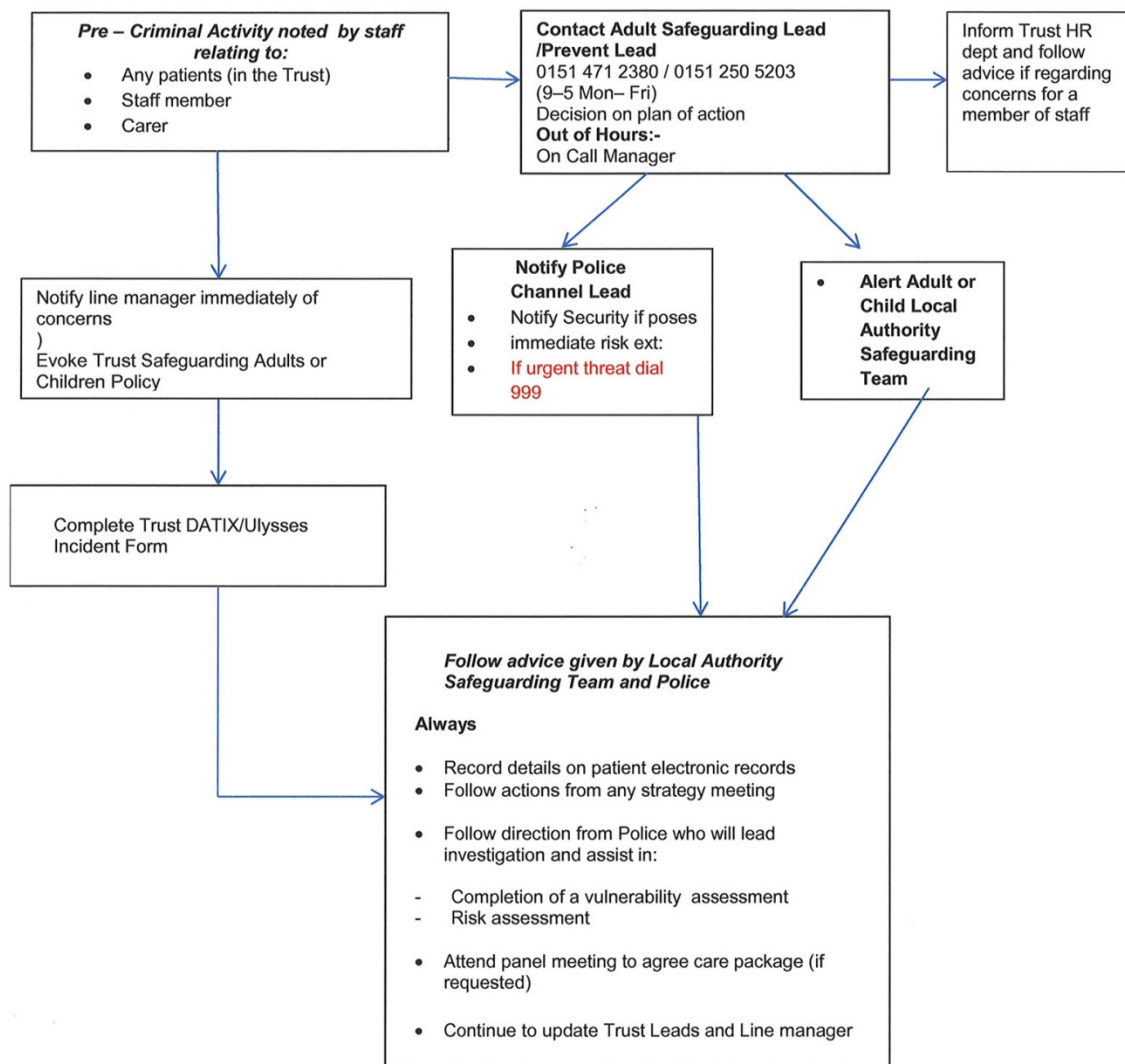 Pre – Criminal Activity noted by staff
relating to:
• Any patients (in the Trust)
• Staff member
• Carer
Contact Adult Safeguarding Lead
/Prevent Lead
0151 471 2380 / 0151 250 5203
(9–5 Mon– Fri)
Decision on plan of action
Out of Hours:-
On Call Manager
Inform Trust HR
dept and follow
advice if regarding
concerns for a
member of staff
Notify line manager immediately of
concerns
)
Evoke Trust Safeguarding Adults or
Children Policy
Notify Police
Channel Lead
• Notify Security if poses
• immediate risk ext:
• If urgent threat dial
999
• Alert Adult or
Child Local
Authority
Safeguarding
Team
Complete Trust DATIX/Ulysses
Incident Form
Follow advice given by Local Authority
Safeguarding Team and Police
Always
• Record details on patient electronic records
• Follow actions from any strategy meeting
• Follow direction from Police who will lead
investigation and assist in:
- Completion of a vulnerability assessment
- Risk assessment
• Attend panel meeting to agree care package (if
requested)
• Continue to update Trust Leads and Line manager